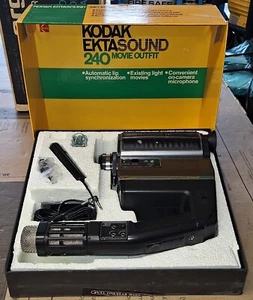 KODAK
EKTASOUND
240 MOVIE OUTFIT
•Automatic lip synchronization
•Existing light movies
•Convenient on-camera microphone